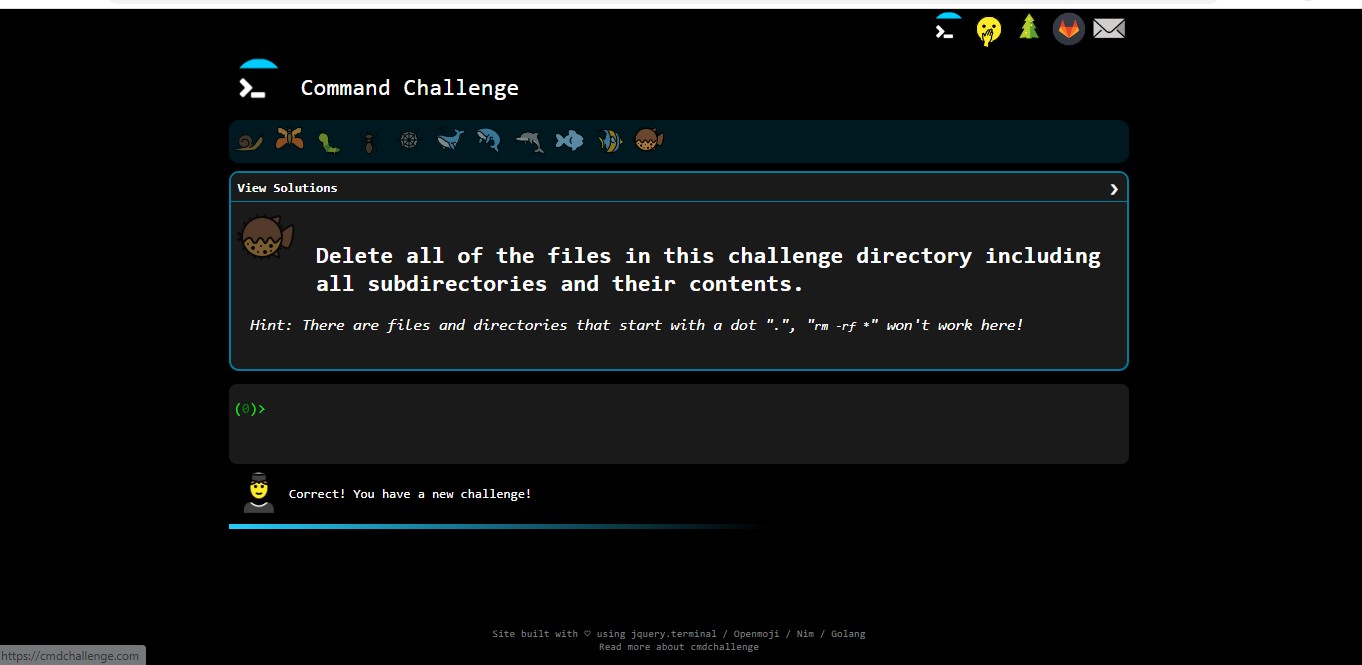 Command Challenge
View Solutions
Delete all of the files in this challenge directory including
all subdirectories and their contents.
Hint: There are files and directories that start with a dot ".", "rm -rf *" won't work here!
(0)>
Correct! You have a new challenge!
Site built with ♡ using jquery.terminal / Openmoji / Nim / Golang
Read more about cmdchallenge
https://cmdchallenge.com